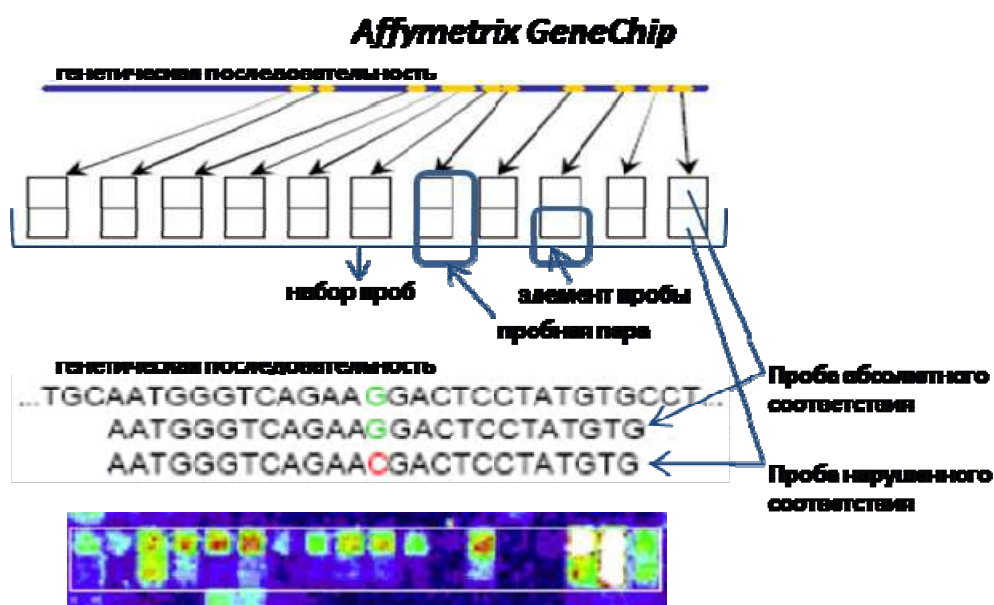 Affymetrix GeneChip
генетическая последовательность
набор проб
элемент пробы
пробная пара
генетическая последовательность
...TGCAATGGGTCAGAAGGACTCCTATGTGCCT...
AATGGGTCAGAAGGACTCCTATGTG
AATGGGTCAGAACGACTCCTATGTG
Проба абсолютного
соответствия
Проба нарушенного
соответствия